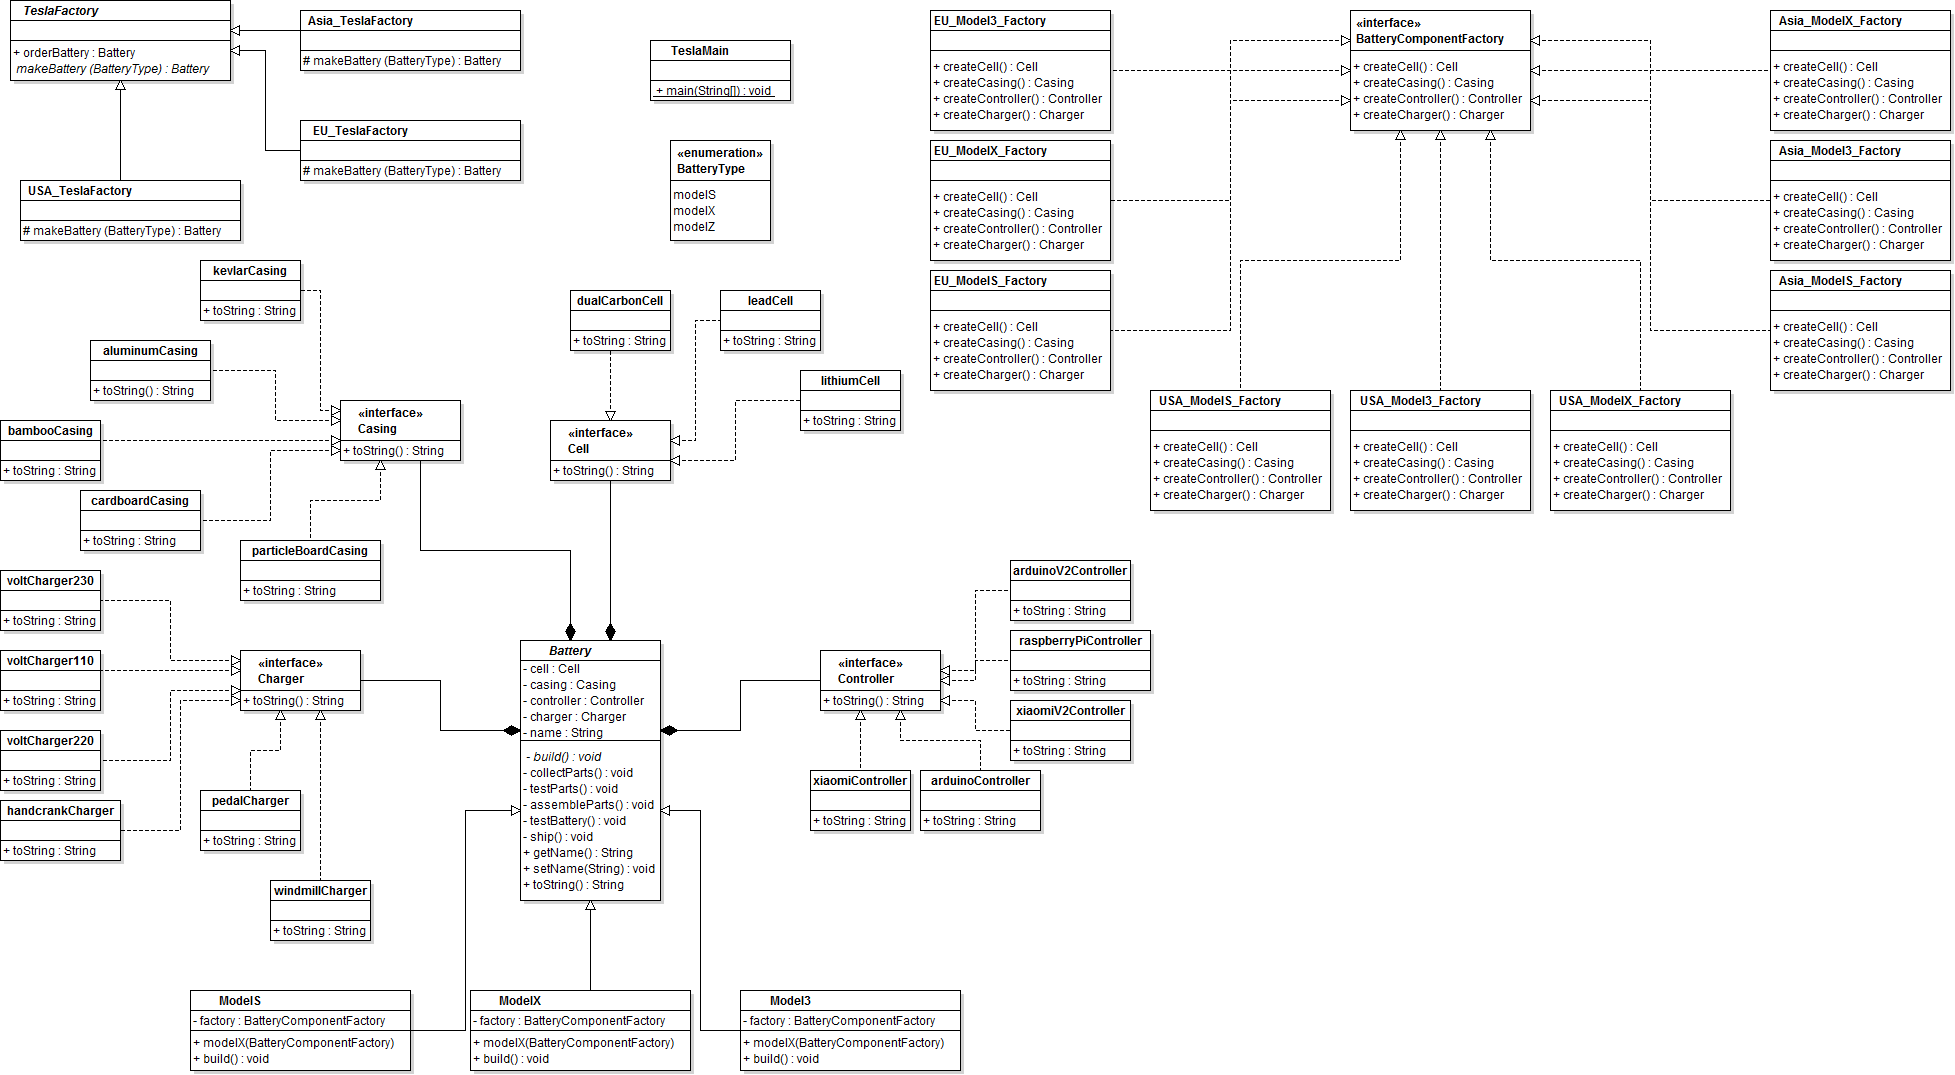 TeslaFactory
+ orderBattery : Battery
makeBattery (BatteryType) : Battery
Asia_TeslaFactory
# makeBattery (BatteryType) : Battery
EU_TeslaFactory
# makeBattery (BatteryType) : Battery
USA_TeslaFactory
# makeBattery (BatteryType) : Battery
TeslaMain
+ main(String[]) : void
«enumeration»
BatteryType
modelS
modelX
modelZ
EU_Model3_Factory
+ createCell() : Cell
+ createCasing() : Casing
+ createController() : Controller
+ createCharger() : Charger
«interface»
BatteryComponentFactory
+ createCell() : Cell
+ createCasing() : Casing
+ createController() : Controller
+ createCharger() : Charger
Asia_ModelX_Factory
+ createCell() : Cell
+ createCasing() : Casing
+ createController() : Controller
+ createCharger() : Charger
EU_ModelX_Factory
+ createCell() : Cell
+ createCasing() : Casing
+ createController() : Controller
+ createCharger() : Charger
Asia_Model3_Factory
+ createCell() : Cell
+ createCasing() : Casing
+ createController() : Controller
+ createCharger() : Charger
EU_ModelS_Factory
+ createCell() : Cell
+ createCasing() : Casing
+ createController() : Controller
+ createCharger() : Charger
Asia_ModelS_Factory
+ createCell() : Cell
+ createCasing() : Casing
+ createController() : Controller
+ createCharger() : Charger
USA_ModelS_Factory
+ createCell() : Cell
+ createCasing() : Casing
+ createController() : Controller
+ createCharger() : Charger
USA_Model3_Factory
+ createCell() : Cell
+ createCasing() : Casing
+ createController() : Controller
+ createCharger() : Charger
USA_ModelX_Factory
+ createCell() : Cell
+ createCasing() : Casing
+ createController() : Controller
+ createCharger() : Charger
kevlarCasing
+ toString : String
aluminumCasing
+ toString() : String
bambooCasing
+ toString : String
cardboardCasing
+ toString : String
particleBoardCasing
+ toString : String
«interface»
Casing
+ toString() : String
dualCarbonCell
+ toString : String
leadCell
+ toString : String
lithiumCell
+ toString : String
«interface»
Cell
+ toString() : String
voltCharger230
+ toString : String
voltCharger110
+ toString : String
voltCharger220
+ toString : String
handcrankCharger
+ toString : String
pedalCharger
+ toString : String
windmillCharger
+ toString : String
«interface»
Charger
+ toString() : String
Battery
- cell : Cell
- casing : Casing
- controller : Controller
- charger : Charger
- name : String
- build() : void
- collectParts() : void
- testParts() : void
- assembleParts() : void
- testBattery() : void
- ship() : void
+ getName() : String
+ setName(String) : void
+ toString() : String
«interface»
Controller
+ toString() : String
arduinoV2Controller
+ toString : String
raspberryPiController
+ toString : String
xiaomiV2Controller
+ toString : String
xiaomiController
+ toString : String
arduinoController
+ toString : String
ModelS
- factory : BatteryComponentFactory
+ modelX(BatteryComponentFactory)
+ build() : void
ModelX
- factory : BatteryComponentFactory
+ modelX(BatteryComponentFactory)
+ build() : void
Model3
- factory : BatteryComponentFactory
+ modelX(BatteryComponentFactory)
+ build() : void